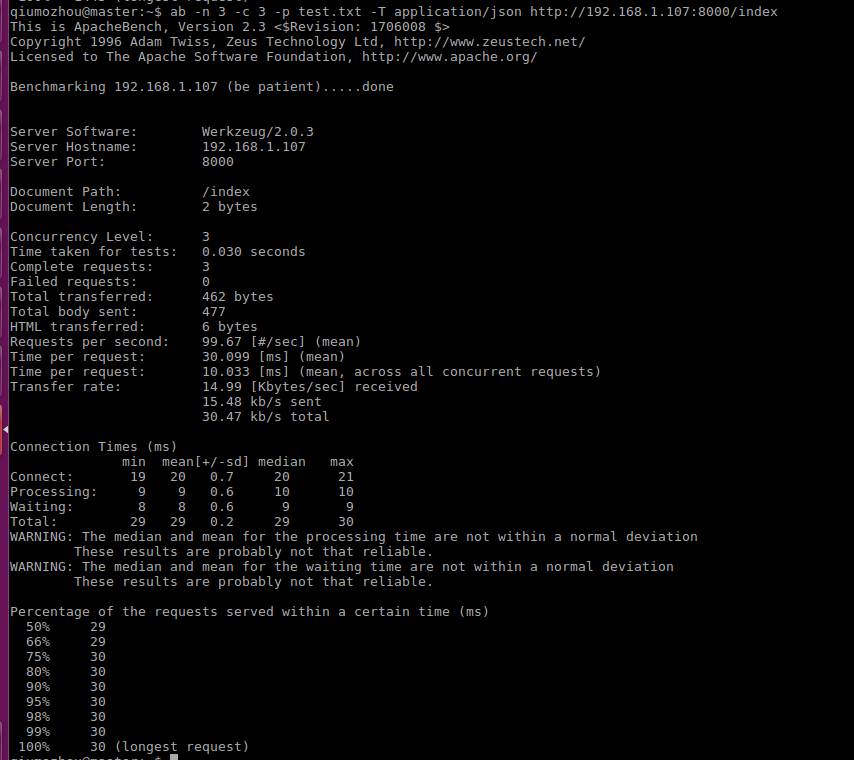 qiumozhou@master:~$ ab -n 3 -c 3 -p test.txt -T application/json http://192.168.1.107:8000/index
This is ApacheBench, Version 2.3 <$Revision: 1706008 $>
Copyright 1996 Adam Twiss, Zeus Technology Ltd, http://www.zeustech.net/
Licensed to The Apache Software Foundation, http://www.apache.org/
Benchmarking 192.168.1.107 (be patient).....done
Server Software:        Werkzeug/2.0.3
Server Hostname:        192.168.1.107
Server Port:            8000
Document Path:          /index
Document Length:        2 bytes
Concurrency Level:      3
Time taken for tests:   0.030 seconds
Complete requests:      3
Failed requests:        0
Total transferred:      462 bytes
Total body sent:        477
HTML transferred:       6 bytes
Requests per second:    99.67 [#/sec] (mean)
Time per request:       30.099 [ms] (mean)
Time per request:       10.033 [ms] (mean, across all concurrent requests)
Transfer rate:          14.99 [Kbytes/sec] received
                        15.48 kb/s sent
                        30.47 kb/s total
Connection Times (ms)
              min  mean[+/-sd] median   max
Connect:       19   20   0.7     20      21
Processing:     9    9   0.6     10      10
Waiting:        8    8   0.6      9       9
Total:         29   29   0.2     29      30
WARNING: The median and mean for the processing time are not within a normal deviation
        These results are probably not that reliable.
WARNING: The median and mean for the waiting time are not within a normal deviation
        These results are probably not that reliable.
Percentage of the requests served within a certain time (ms)
  50%     29
  66%     29
  75%     30
  80%     30
  90%     30
  95%     30
  98%     30
  99%     30
 100%     30 (longest request)